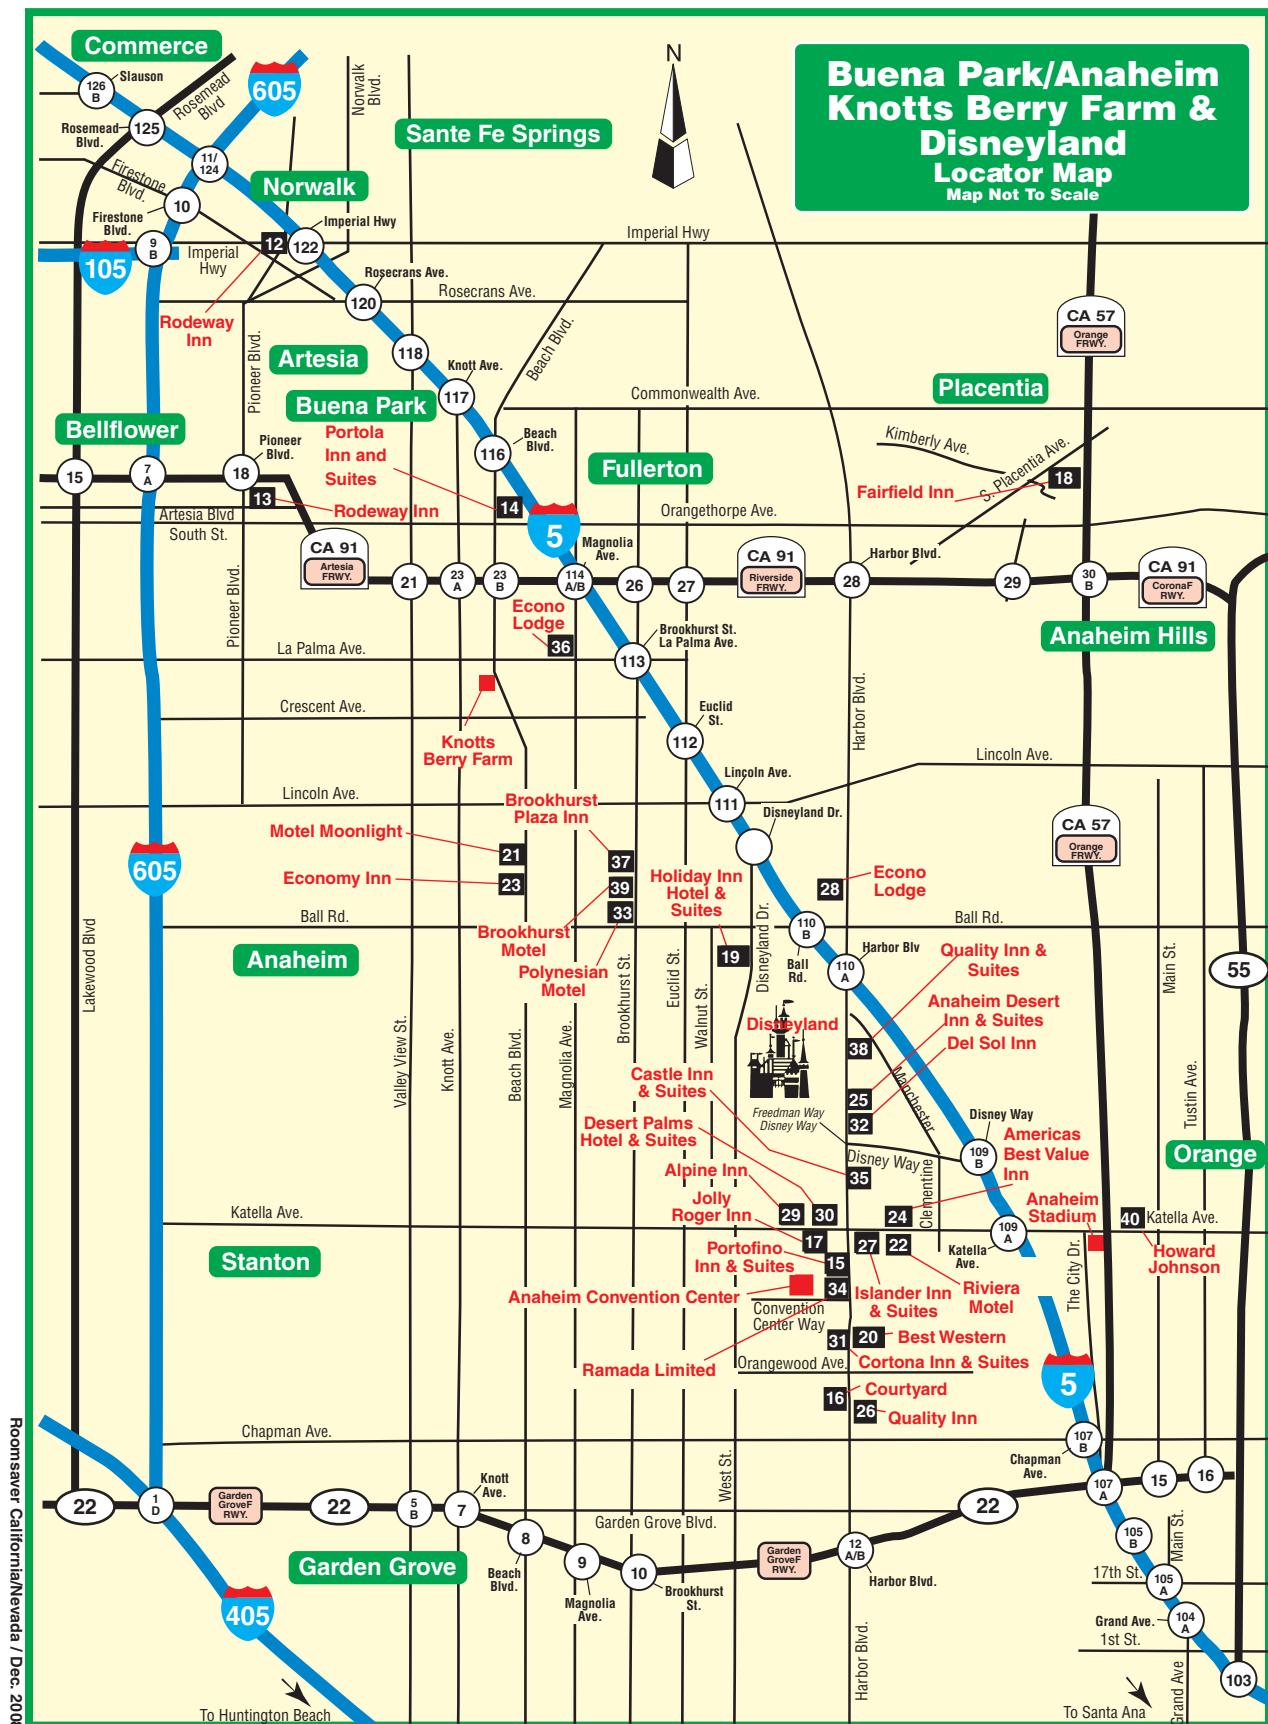 Commerce
Slauson
126
B
Rosemead
Blvd
605
Norwalk
Blvd.
N
Buena Park/Anaheim
Knotts Berry Farm &
Disneyland
Locator Map
Map Not To Scale
Rosemead
Blvd.
125
Sante Fe Springs
11/
124
Firestone
Blvd.
Norwalk
10
Firestone
Blvd.
9
B
105
Imperial
Hwy
12
122
Imperial Hwy
Imperial Hwy
Rosecrans Ave.
120
Rosecrans Ave.
Rodeway
Inn
CA 57
Orange
FRWY.
Pioneer Blvd.
Artesia
118
Knott Ave.
117
Beach Blvd.
Buena Park
Commonwealth Ave.
Placentia
Bellflower
Portola
Inn and
Suites
Pioneer
Blvd.
116
Beach
Blvd.
Fullerton
Kimberly Ave.
S. Placentia Ave.
Fairfield Inn
18
15
7
A
18
13
Rodeway Inn
14
5
Artesia Blvd
South St.
Orangethorpe Ave.
CA 91
Artesia
FRWY.
21
23
A
23
B
114
A/B
Magnolia
Ave.
26
27
CA 91
Riverside
FRWY.
28
Harbor Blvd.
29
30
B
CA 91
CoronaF
RWY.
Pioneer Blvd.
Econo
Lodge
36
Brookhurst St.
La Palma Ave.
113
Anaheim Hills
La Palma Ave.
Crescent Ave.
Knotts
Berry Farm
Euclid
St.
112
Harbor Blvd.
Lincoln Ave.
Lincoln Ave.
Lincoln Ave.
111
Disneyland Dr.
Brookhurst
Plaza Inn
Motel Moonlight
21
37
CA 57
Orange
FRWY.
605
Economy Inn
23
39
33
Holiday Inn
Hotel &
Suites
28
Econo
Lodge
Ball Rd.
Ball Rd.
Lakewood Blvd
Brookhurst
Motel
19
Disneyland Dr.
110
B
Ball
Rd.
Harbor Blv
110
A
Anaheim
Polynesian
Motel
Quality Inn &
Suites
Main St.
55
Valley View St.
Knott Ave.
Beach Blvd.
Magnolia Ave.
Brookhurst St.
Euclid St.
Walnut St.
Disneyland
38
Anaheim Desert
Inn & Suites
Del Sol Inn
Castle Inn
& Suites
25
32
Manchester
Tustin Ave.
Freedman Way
Disney Way
Desert Palms
Hotel & Suites
Disney Way
109
B
Americas
Best Value
Inn
Orange
Disney Way
Alpine Inn
35
Clementine
Jolly
Roger Inn
29
30
24
Anaheim
Stadium
40
Katella Ave.
Katella Ave.
17
27
22
109
A
Katella
Ave.
Howard
Johnson
Stanton
Portofino
Inn & Suites
15
The City Dr.
Anaheim Convention Center
34
Islander Inn
& Suites
Riviera
Motel
Convention
Center Way
31
20
Best Western
Ramada Limited
Orangewood Ave.
Cortona Inn & Suites
5
16
Courtyard
26
Quality Inn
Chapman Ave.
107
B
Chapman
Ave.
West St.
Knott
Ave.
22
1
D
Garden
GroveF
RWY.
22
5
B
7
22
107
A
15
16
Garden Grove Blvd.
8
Beach
Blvd.
9
Magnolia
Ave.
10
Brookhurst
St.
Garden
GroveF
RWY.
12
A/B
Harbor Blvd.
105
B
Main St.
17th St.
105
A
Garden Grove
405
Grand Ave.
104
A
1st St.
Harbor Blvd.
103
Grand Ave
To Huntington Beach
To Santa Ana
Roomsaver California/Nevada / Dec. 2008